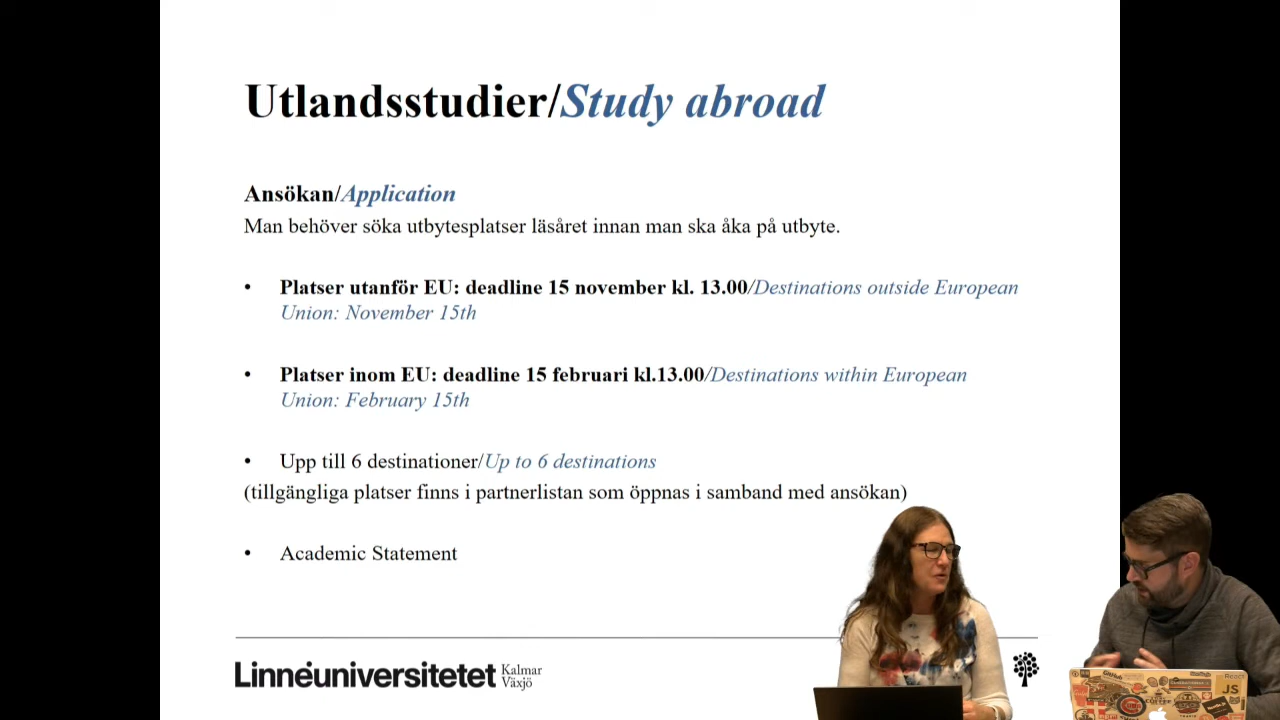 Utlandsstudier/Study abroad
Ansökan/Application
Man behöver söka utbytesplatser läsåret innan man ska åka på utbyte.
• Platser utanför EU: deadline 15 november kl. 13.00/Destinations outside European
Union: November 15th
• Platser inom EU: deadline 15 februari kl.13.00/Destinations within European
Union: February 15th
• Upp till 6 destinationer/Up to 6 destinations
(tillgängliga platser finns i partnerlistan som öppnas i samband med ansökan)
• Academic Statement
Linnéuniversitetet
Kalmar
Växjö
GitHub
React
JS